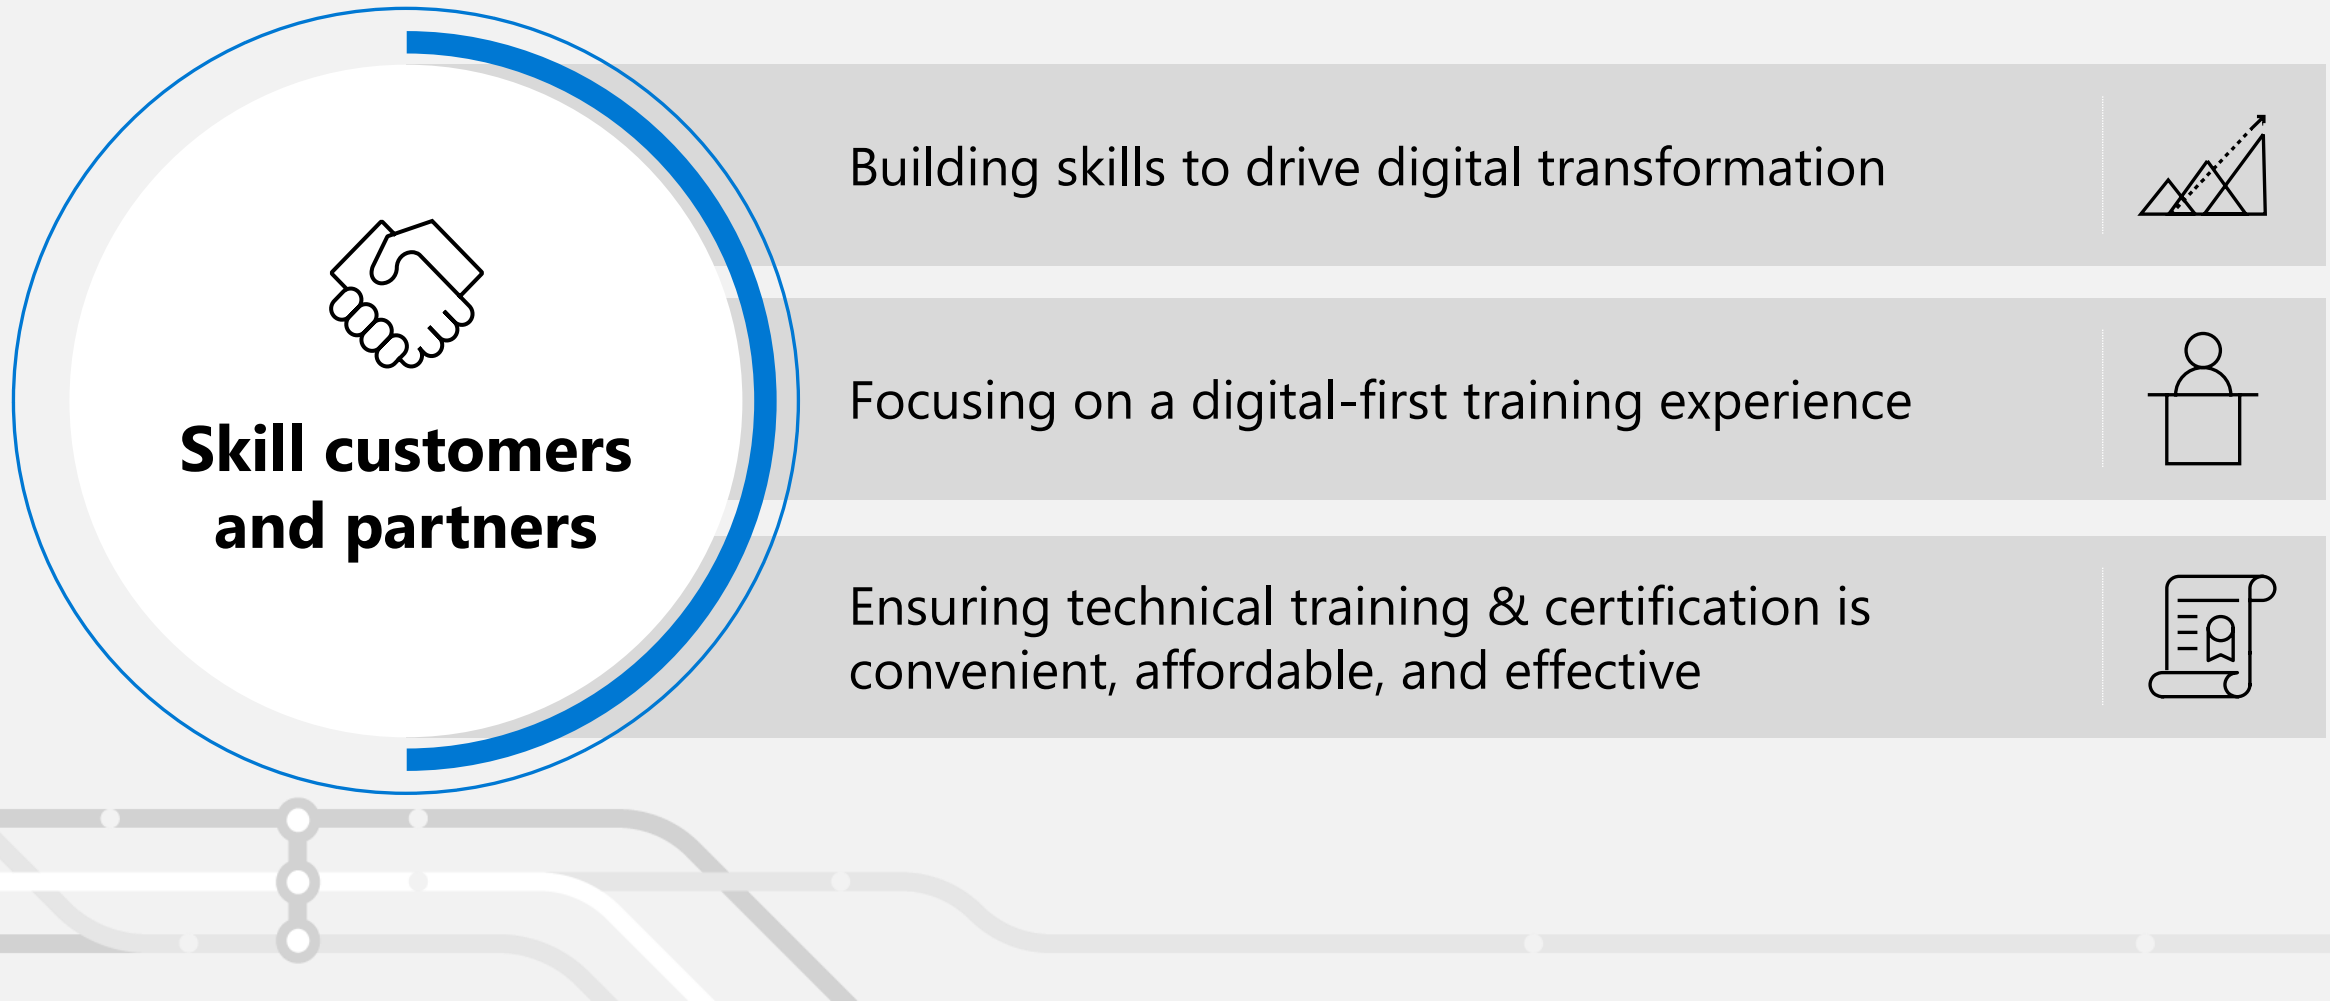 Skill customers
and partners
Building skills to drive digital transformation
Focusing on a digital-first training experience
Ensuring technical training & certification is
convenient, affordable, and effective